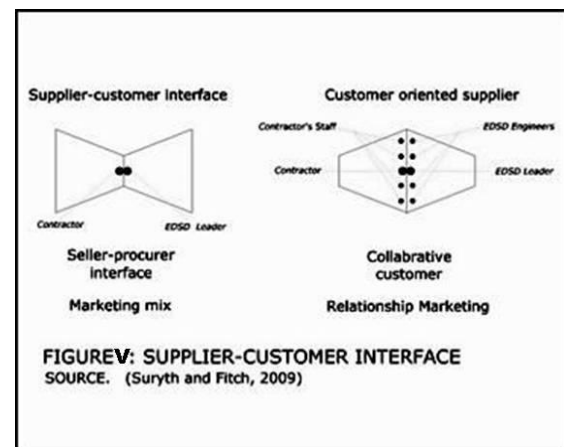 Supplier-customer interface
Customer oriented supplier
Contractor's Staff
EDSD Engineers
Contractor
EDSD Leader
Contractor
EDSD Leader
Seller-procurer
interface
Collabrative
customer
Marketing mix
Relationship Marketing
FIGUREV: SUPPLIER-CUSTOMER INTERFACE
SOURCE. (Suryth and Fitch, 2009)